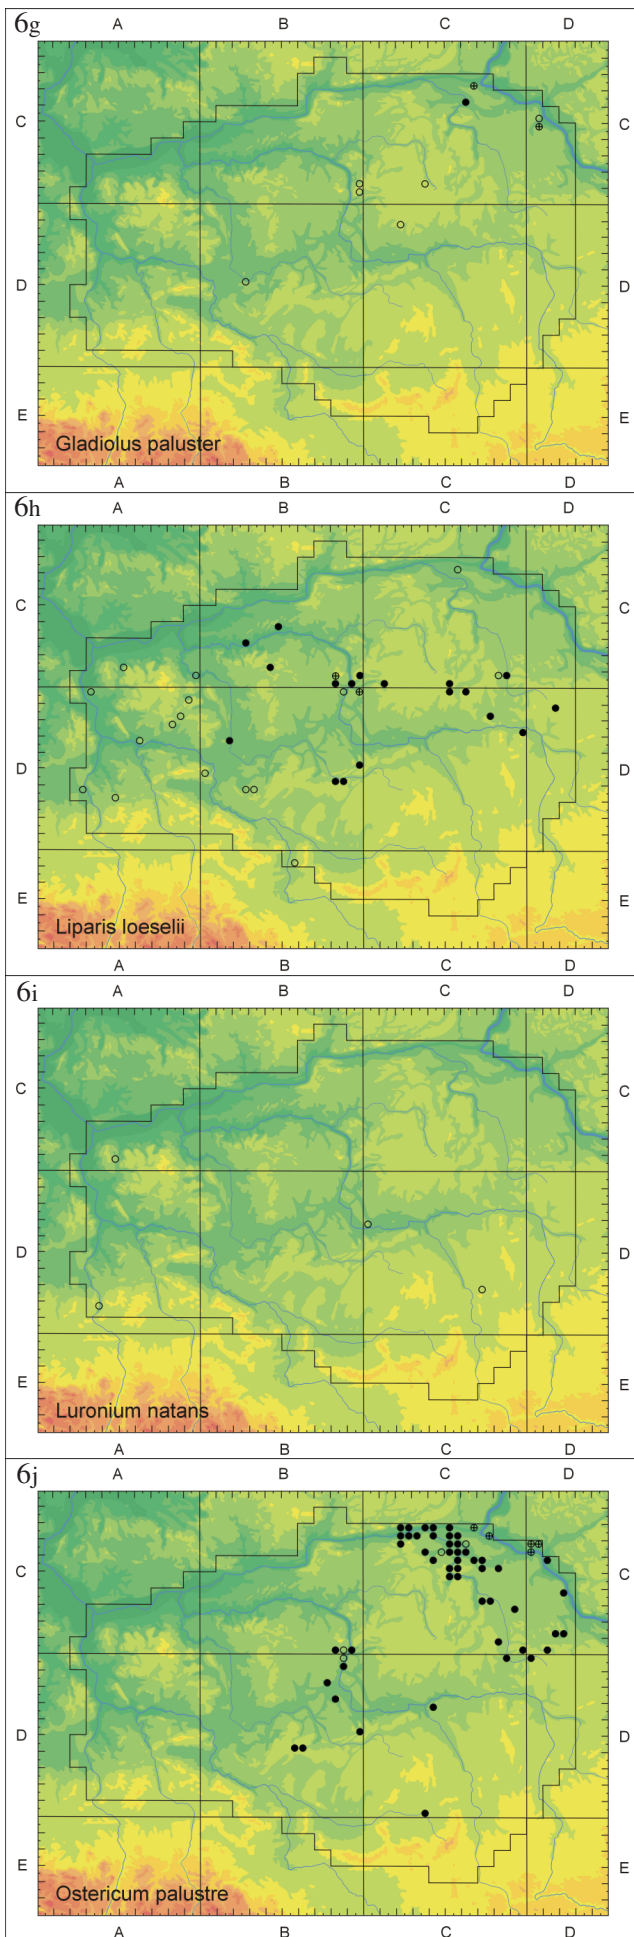 6g
A B C D
C C
D D
E E
Gladiolus paluster
A B C D
6h
A B C D
C C
D D
E E
Liparis loeselii
A B C D
6i
A B C D
C C
D D
E E
Luronium natans
A B C D
6j
A B C D
C C
D D
E E
Ostericum palustre
A B C D